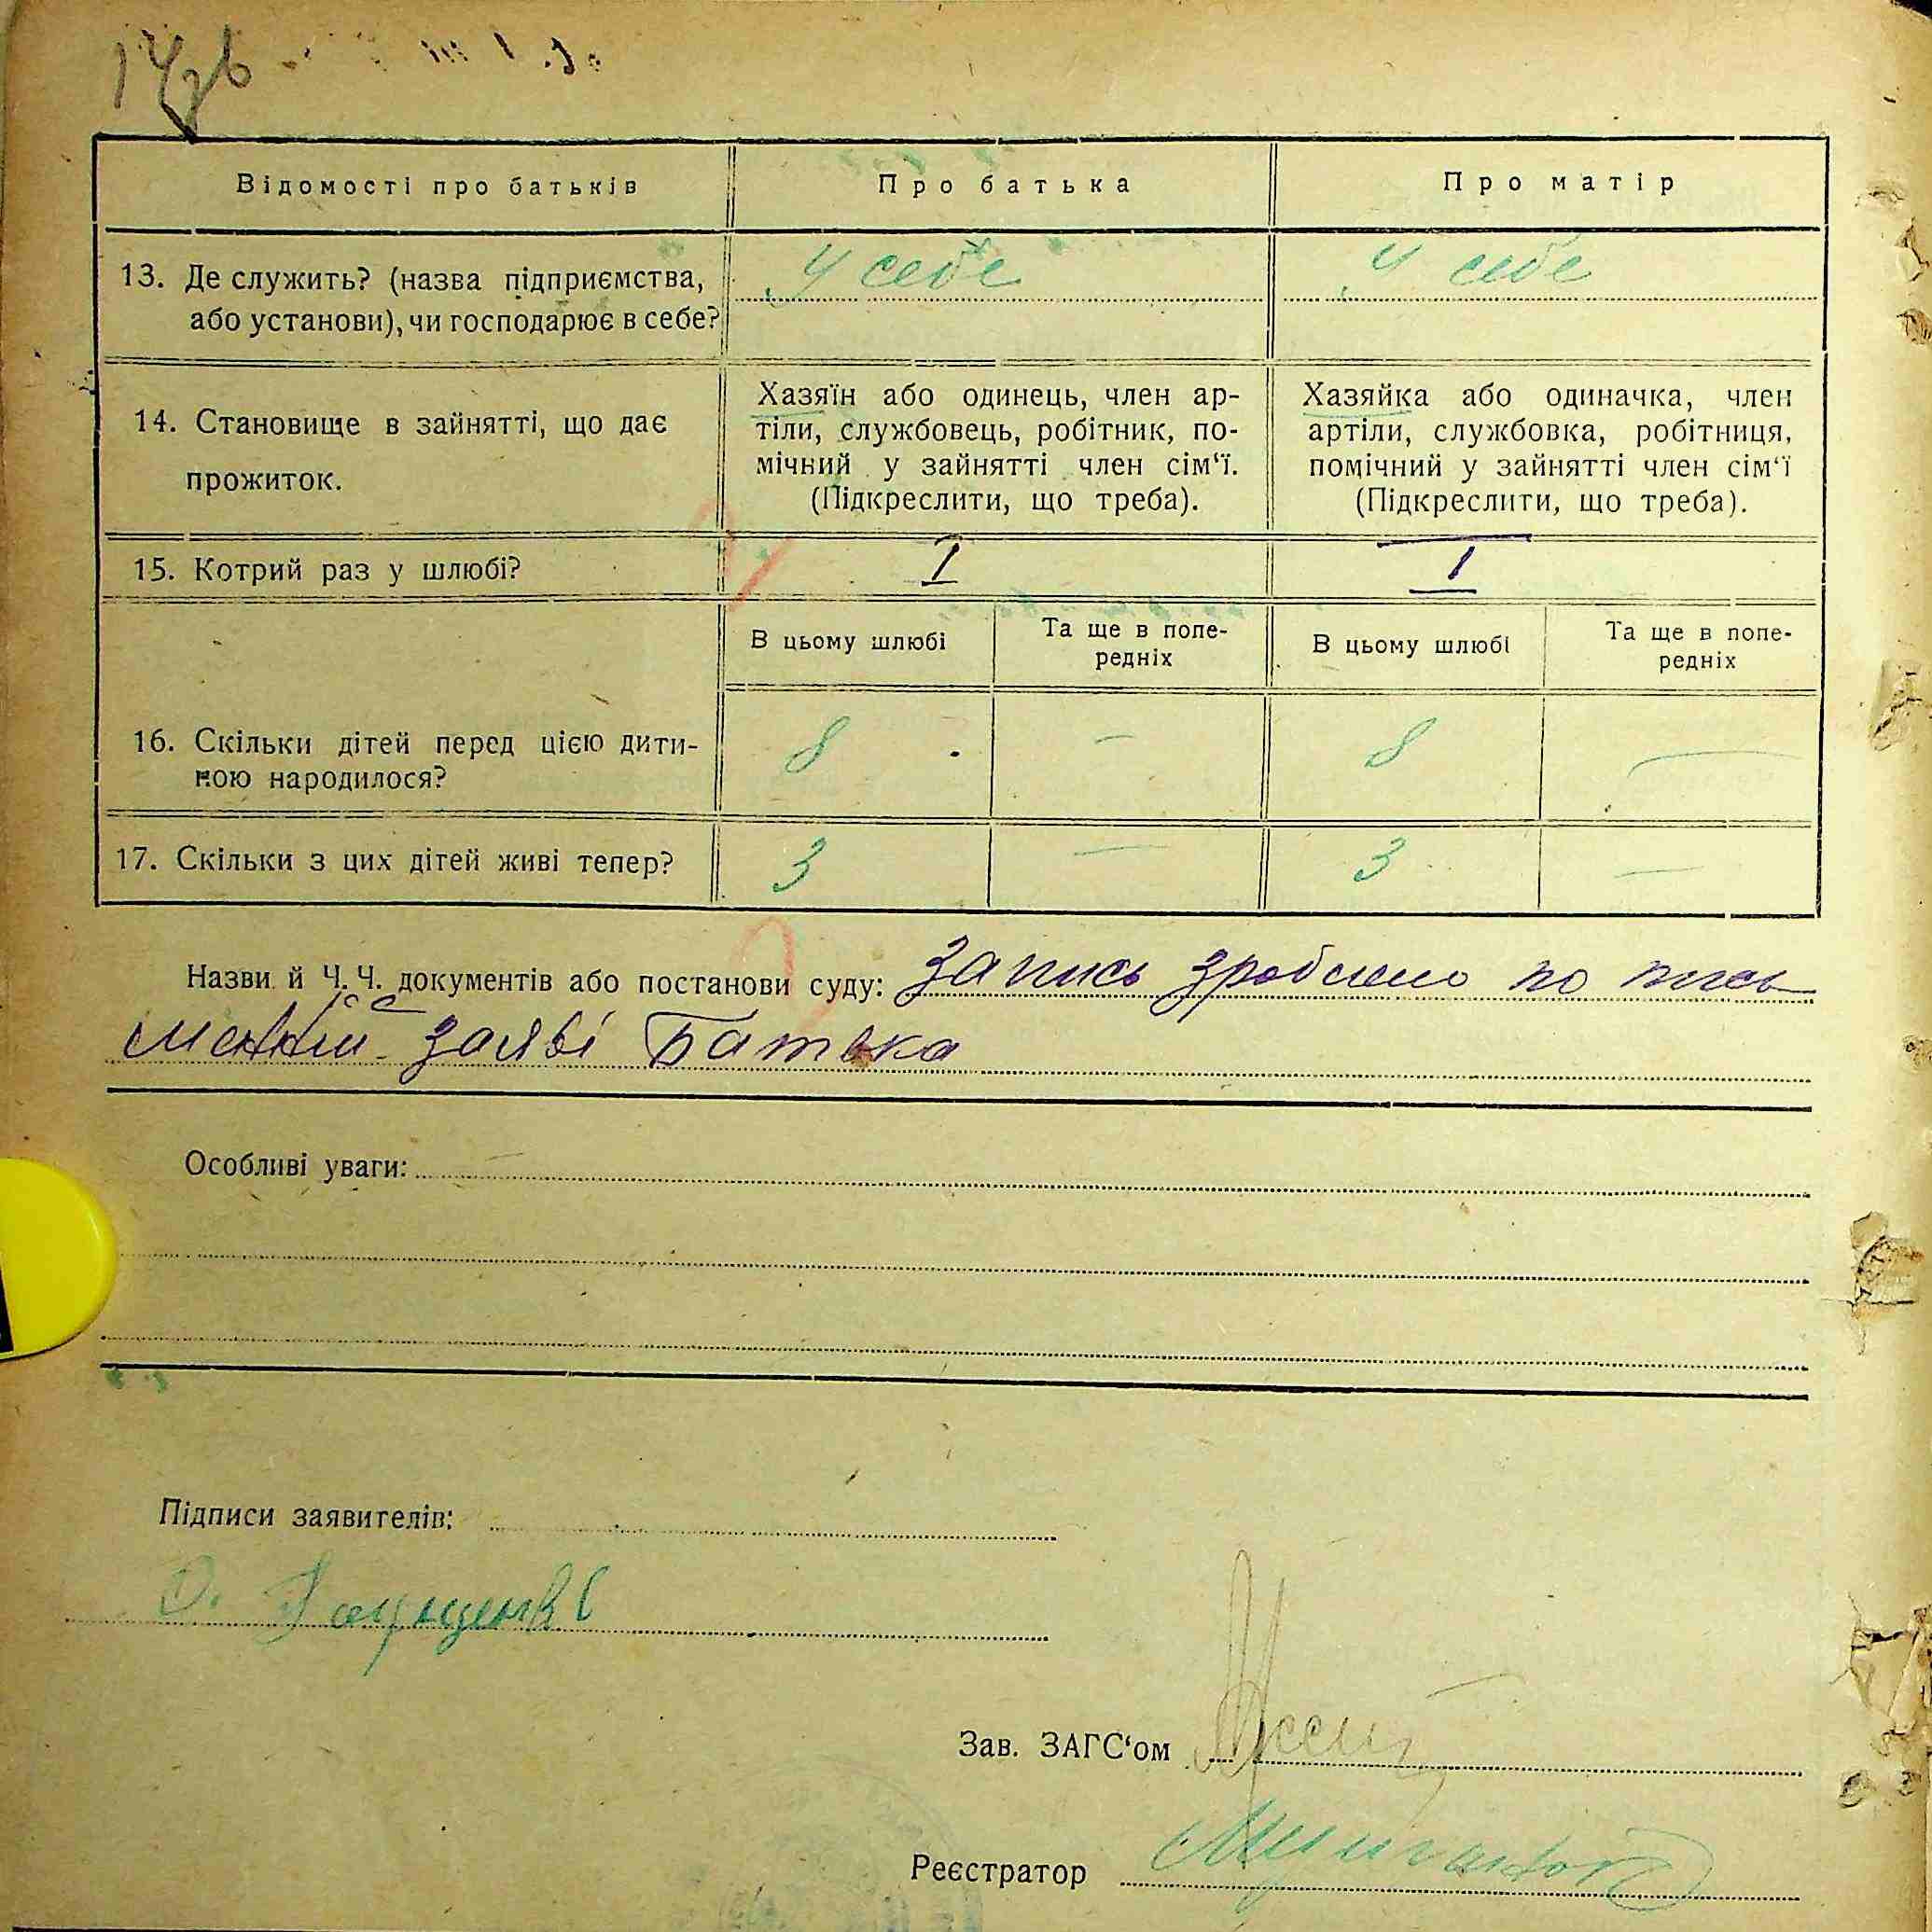 14зв
Відомості про батьків
Про батька
Про матір
13. Де служить? (назва підприємства,
або установи), чи господарює в себе?
У себе
У себе
14. Становище в зайнятті, що дає
прожиток.
Хазяїн або одинець, член ар-
тіли, службовець, робітник, по-
мічний у зайнятті член сім‘ї.
(Підкреслити, що треба).
Хазяйка або одиначка, член
артіли, службовка, робітниця,
помічний у зайнятті член сім‘ї
(Підкреслити, що треба).
15. Котрий раз у шлюбі?
I
I
В цьому шлюбі
Та ще в попе-
редніх
В цьому шлюбі
Та ще в попе-
редніх
16. Скільки дітей перед цією дити-
ною народилося?
8
–
8
–
17. Скільки з цих дітей живі тепер?
3
–
3
–
Назви й Ч. Ч. документів або постанови суду: Запись зроблено по пись
заяві Батька
Особливі уваги:
Підписи заявителів:
Зав. ЗАГС‘ом
Реєстратор